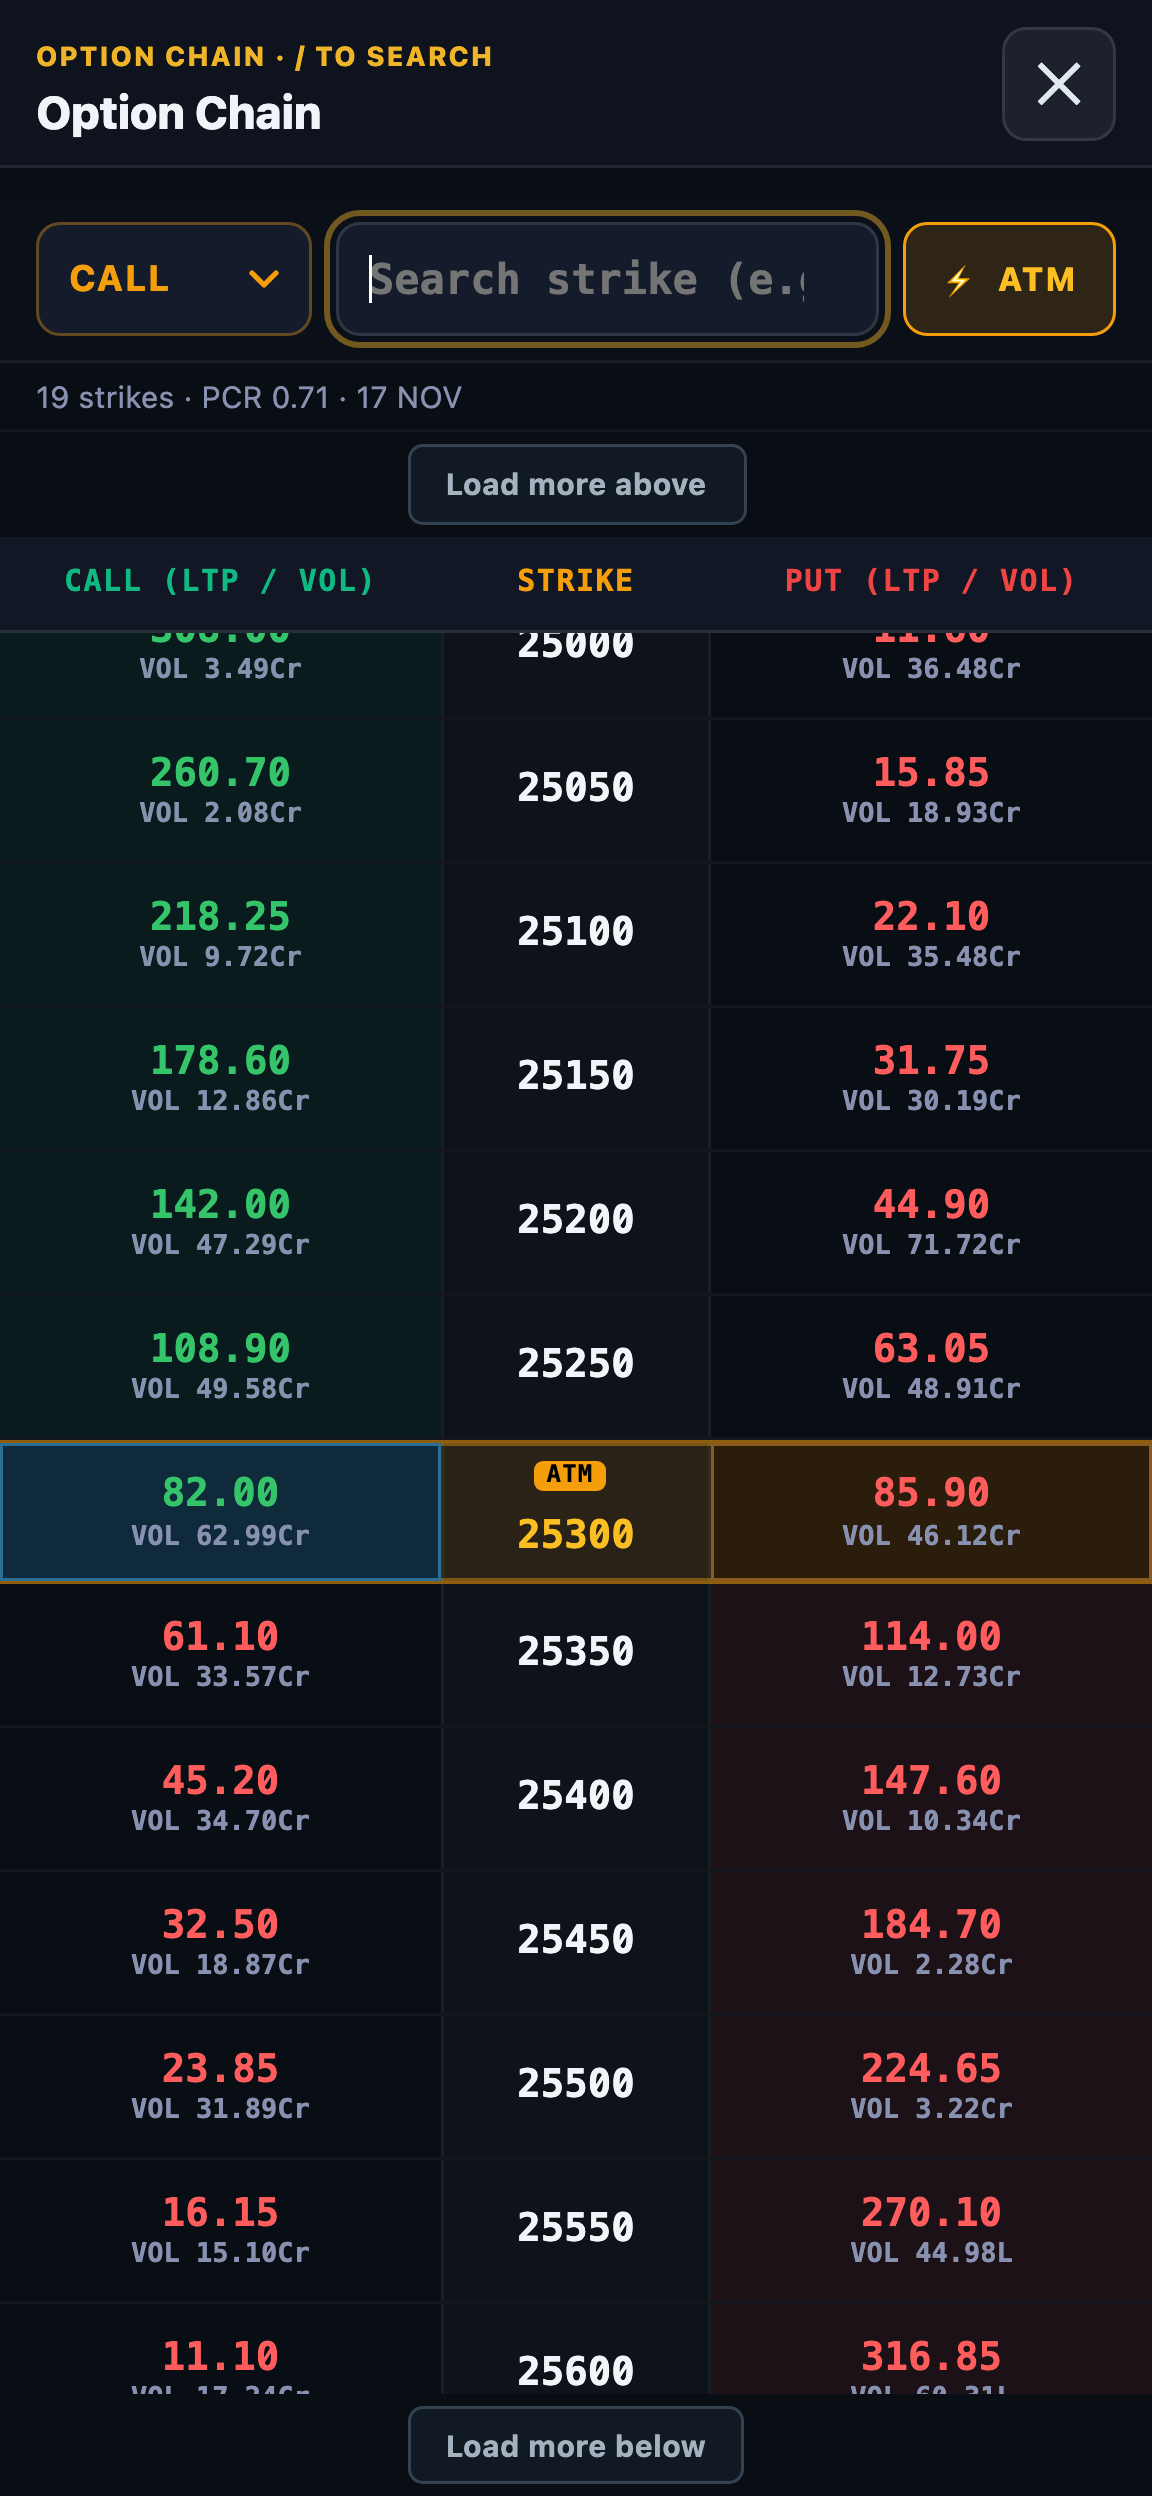 OPTION CHAIN · / TO SEARCH
Option Chain
CALL
Search strike (e.
⚡ ATM
19 strikes · PCR 0.71 · 17 NOV
Load more above
CALL (LTP / VOL) STRIKE PUT (LTP / VOL)
25000
VOL 3.49Cr VOL 36.48Cr
260.70 25050 15.85
VOL 2.08Cr VOL 18.93Cr
218.25 25100 22.10
VOL 9.72Cr VOL 35.48Cr
178.60 25150 31.75
VOL 12.86Cr VOL 30.19Cr
142.00 25200 44.90
VOL 47.29Cr VOL 71.72Cr
108.90 25250 63.05
VOL 49.58Cr VOL 48.91Cr
ATM
82.00 25300 85.90
VOL 62.99Cr VOL 46.12Cr
61.10 25350 114.00
VOL 33.57Cr VOL 12.73Cr
45.20 25400 147.60
VOL 34.70Cr VOL 10.34Cr
32.50 25450 184.70
VOL 18.87Cr VOL 2.28Cr
23.85 25500 224.65
VOL 31.89Cr VOL 3.22Cr
16.15 25550 270.10
VOL 15.10Cr VOL 44.98L
11.10 25600 316.85
Load more below